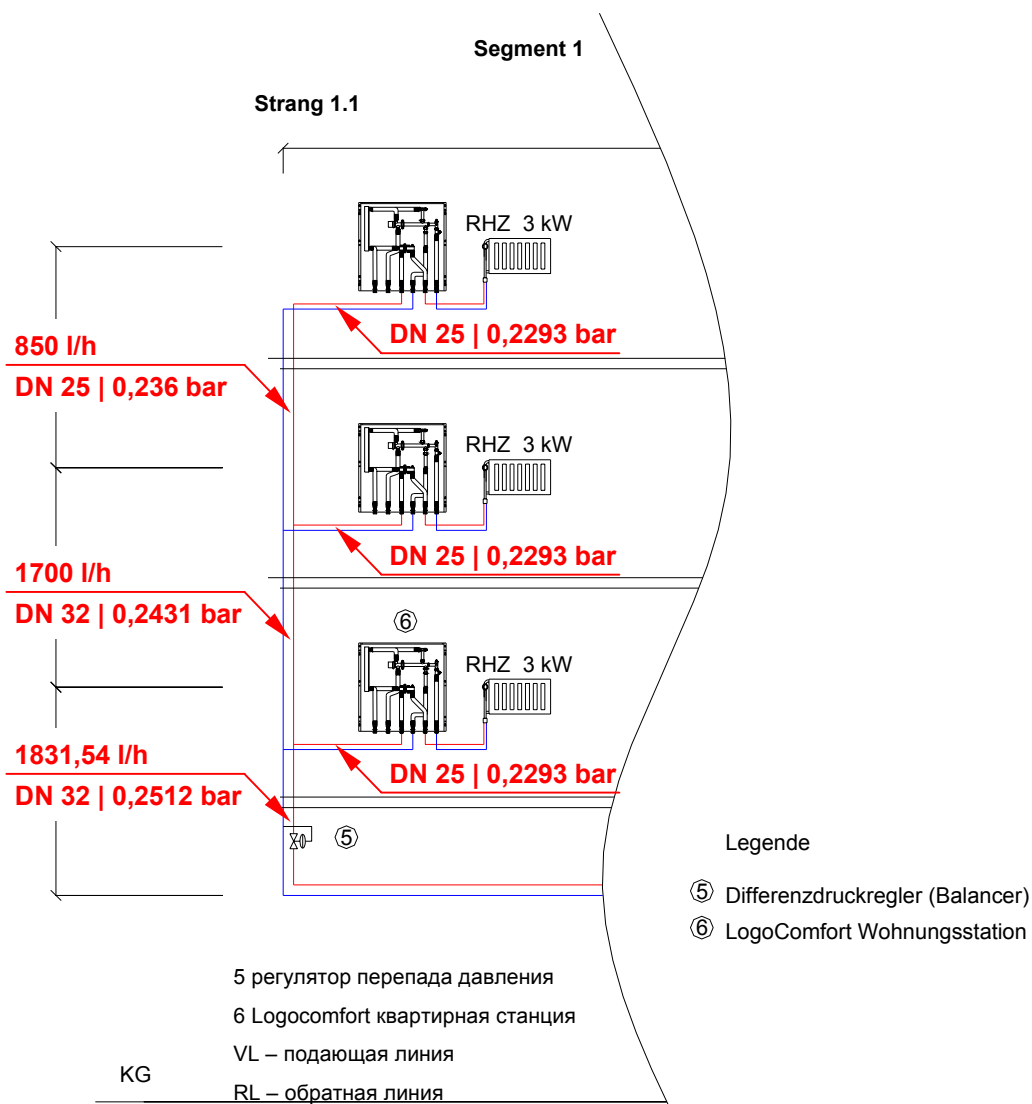 Segment 1
Strang 1.1
RHZ 3 kW
DN 25 | 0,2293 bar
850 l/h
DN 25 | 0,236 bar
RHZ 3 kW
DN 25 | 0,2293 bar
1700 l/h
DN 32 | 0,2431 bar
6
RHZ 3 kW
DN 25 | 0,2293 bar
1831,54 l/h
DN 32 | 0,2512 bar
5
Legende
5 Differenzdruckregler (Balancer)
6 LogoComfort Wohnungsstation
5 регулятор перепада давления
6 Logocomfort квартирная станция
VL – подающая линия
KG
RL – обратная линия